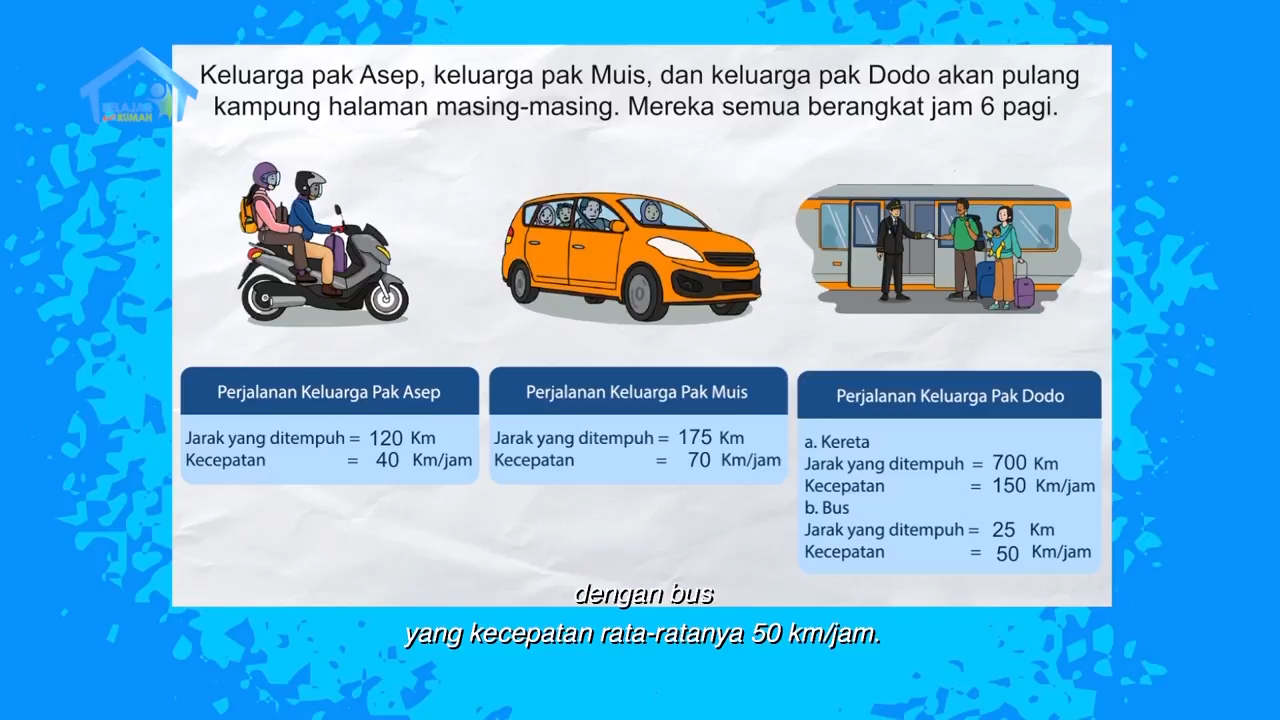 Keluarga pak Asep, keluarga pak Muis, dan keluarga pak Dodo akan pulang
kampung halaman masing-masing. Mereka semua berangkat jam 6 pagi.
BELAJAR
dari RUMAH
Perjalanan Keluarga Pak Asep
Jarak yang ditempuh = 120 Km
Kecepatan = 40 Km/jam
Perjalanan Keluarga Pak Muis
Jarak yang ditempuh = 175 Km
Kecepatan = 70 Km/jam
Perjalanan Keluarga Pak Dodo
a. Kereta
Jarak yang ditempuh = 700 Km
Kecepatan = 150 Km/jam
b. Bus
Jarak yang ditempuh = 25 Km
Kecepatan = 50 Km/jam
dengan bus
yang kecepatan rata-ratanya 50 km/jam.